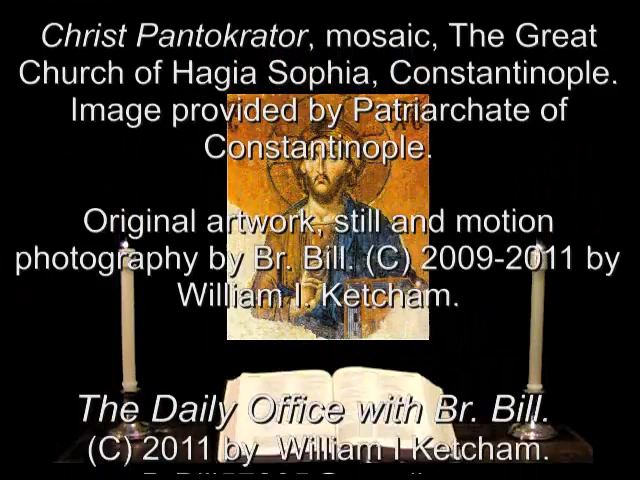 Christ Pantokrator, mosaic, The Great
Church of Hagia Sophia, Constantinople.
Image provided by Patriarchate of
Constantinople.
Original artwork, still and motion
photography by Br. Bill. (C) 2009-2011 by
William I. Ketcham.
The Daily Office with Br. Bill.
(C) 2011 by William I Ketcham.